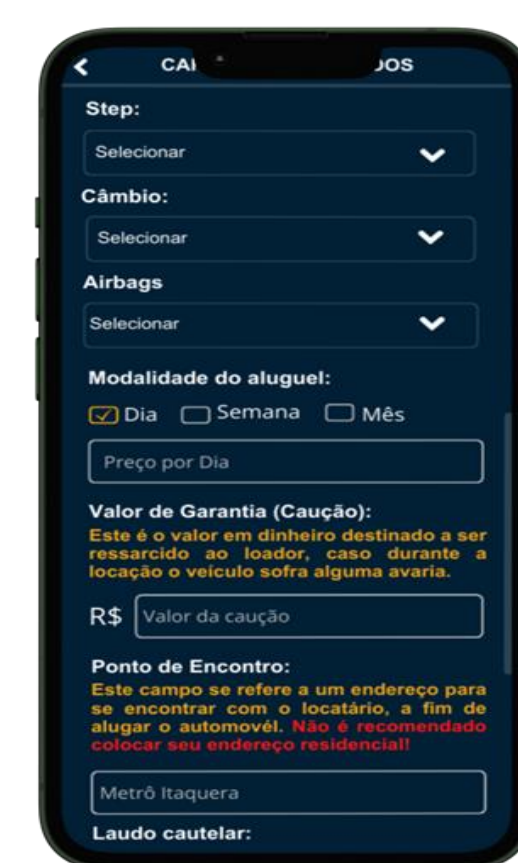 Step:
Selecionar
Câmbio:
Selecionar
Airbags
Selecionar
Modalidade do aluguel:
Dia Semana Mês
Preço por Dia
Valor de Garantia (Caução):
Este é o valor em dinheiro destinado a ser
ressarcido ao loador, caso durante a
locação o veículo sofra alguma avaria.
R$ Valor da caução
Ponto de Encontro:
Este campo se refere a um endereço para
se encontrar com o locatário, a fim de
alugar o automovél. Não é recomendado
colocar seu endereço residencial!
Metrô Itaquera
Laudo cautelar: